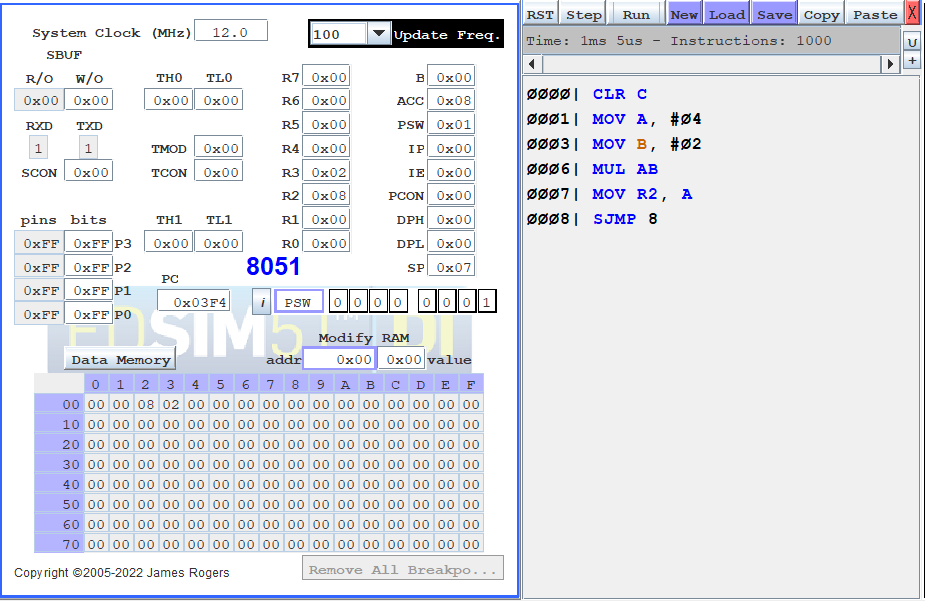 RST Step Run New Load Save Copy Paste X
System Clock (MHz) 12.0 100 Update Freq.
Time: 1ms 5us - Instructions: 1000 U
+
SBUF
R/O W/O TH0 TL0 R7 0x00 B 0x00
0x00 0x00 0x00 0x00 R6 0x00 ACC 0x08
RXD TXD R5 0x00 PSW 0x01
1 1 TMOD 0x00 R4 0x00 IP 0x00
SCON 0x00 TCON 0x00 R3 0x02 IE 0x00
R2 0x08 PCON 0x00
pins bits TH1 TL1 R1 0x00 DPH 0x00
0xFF 0xFF P3 0x00 0x00 R0 0x00 DPL 0x00
0xFF 0xFF P2 8051 SP 0x07
PC
0xFF 0xFF P1 0x03F4 i PSW 0 0 0 0 0 0 0 1
0xFF 0xFF P0
Modify RAM
Data Memory addr 0x00 0x00 value
0 1 2 3 4 5 6 7 8 9 A B C D E F
00 00 00 08 02 00 00 00 00 00 00 00 00 00 00 00 00
10 00 00 00 00 00 00 00 00 00 00 00 00 00 00 00 00
20 00 00 00 00 00 00 00 00 00 00 00 00 00 00 00 00
30 00 00 00 00 00 00 00 00 00 00 00 00 00 00 00 00
40 00 00 00 00 00 00 00 00 00 00 00 00 00 00 00 00
50 00 00 00 00 00 00 00 00 00 00 00 00 00 00 00 00
60 00 00 00 00 00 00 00 00 00 00 00 00 00 00 00 00
70 00 00 00 00 00 00 00 00 00 00 00 00 00 00 00 00
Copyright ©2005-2022 James Rogers Remove All Breakpo...
0000| CLR C
0001| MOV A, #04
0003| MOV B, #02
0006| MUL AB
0007| MOV R2, A
0008| SJMP 8